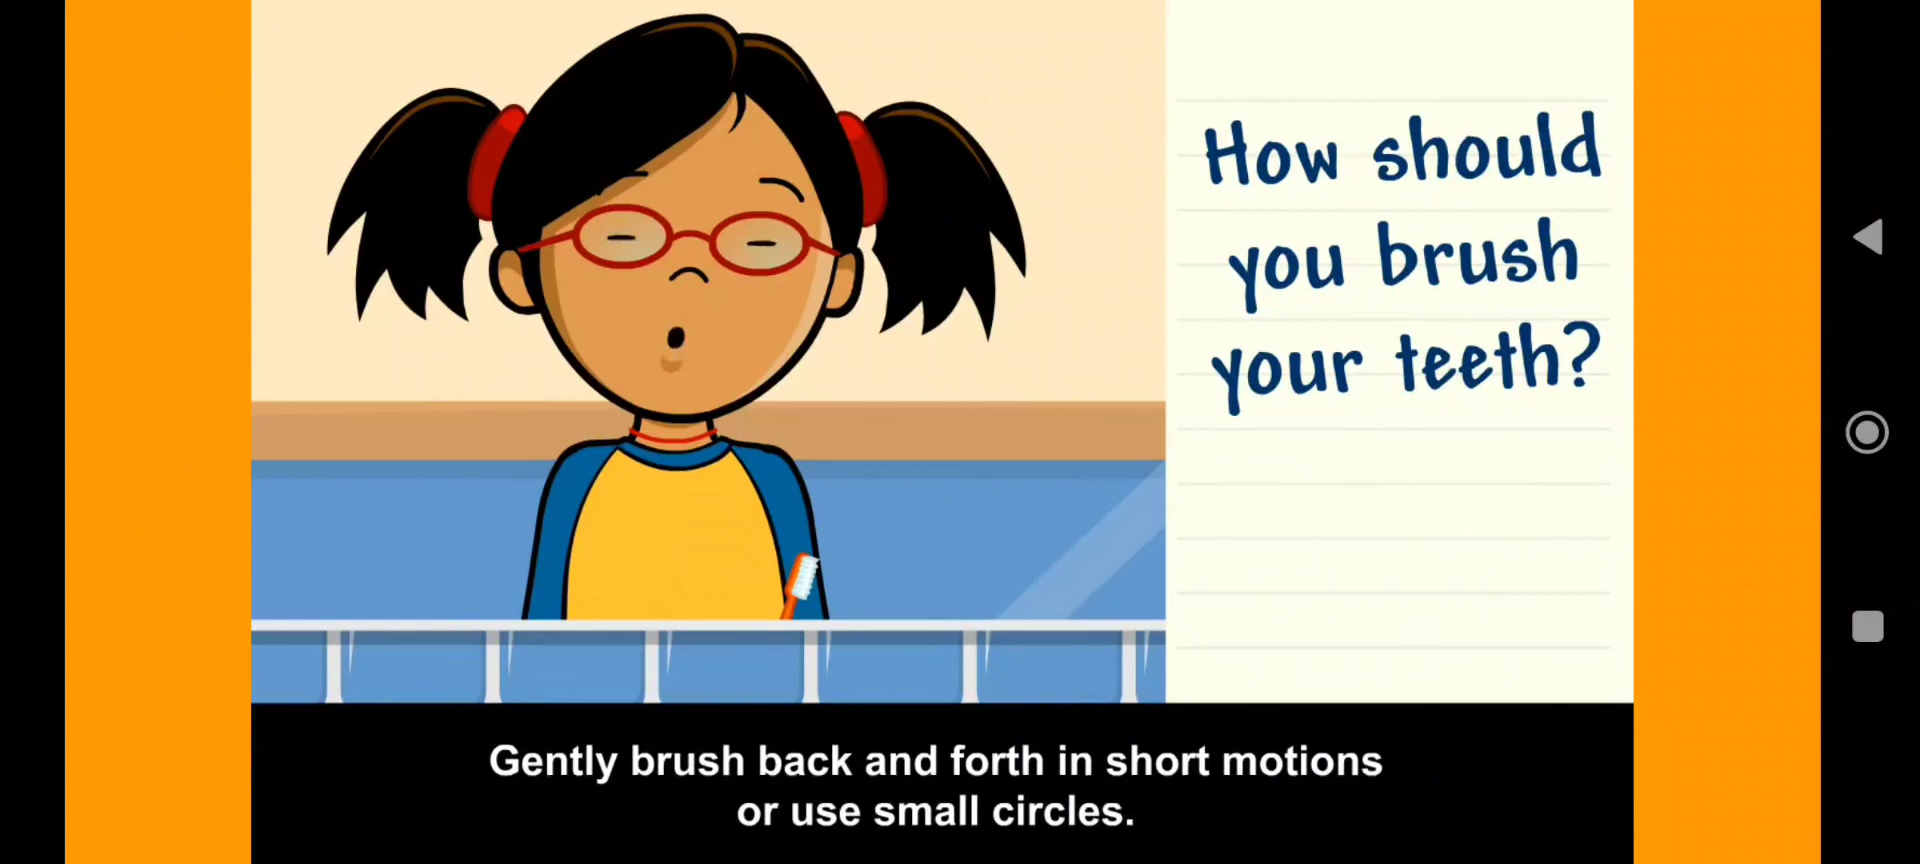 How should
you brush
your teeth?
Gently brush back and forth in short motions
or use small circles.